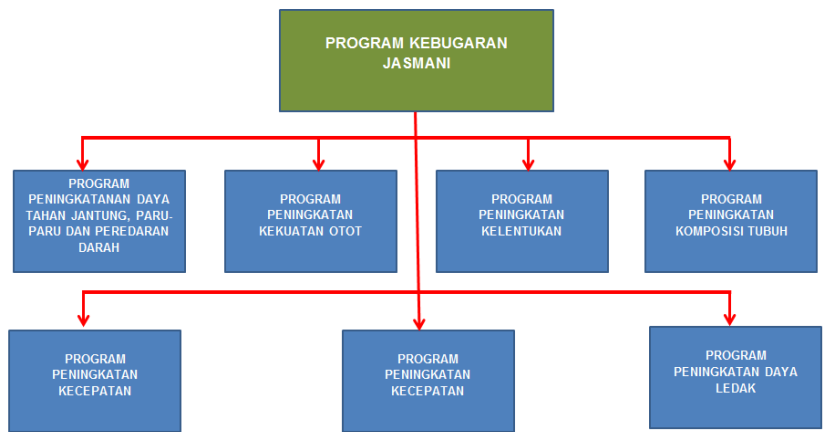 PROGRAM KEBUGARAN
JASMANI
PROGRAM
PENINGKATANAN DAYA
TAHAN JANTUNG, PARU-
PARU DAN PEREDARAN
DARAH
PROGRAM
PENINGKATAN
KEKUATAN OTOT
PROGRAM
PENINGKATAN
KELENTUKAN
PROGRAM
PENINGKATAN
KOMPOSISI TUBUH
PROGRAM
PENINGKATAN
KECEPATAN
PROGRAM
PENINGKATAN
KECEPATAN
PROGRAM
PENINGKATAN DAYA
LEDAK